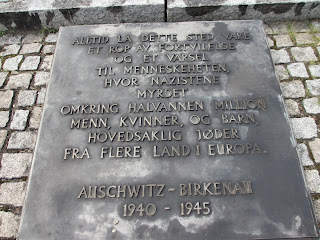 ALLTID LA DETTE STED VÆRE
ET ROP AV FORTVILELSE
OG ET VARSEL
TIL MENNESKEHETEN,
HVOR NAZISTENE
MYRDET
OMKRING HALVANNEN MILLION
MENN, KVINNER, OG BARN,
HOVEDSAKLIG JØDER
FRA FLERE LAND I EUROPA.
AUSCHWITZ-BIRKENAU
1940 - 1945